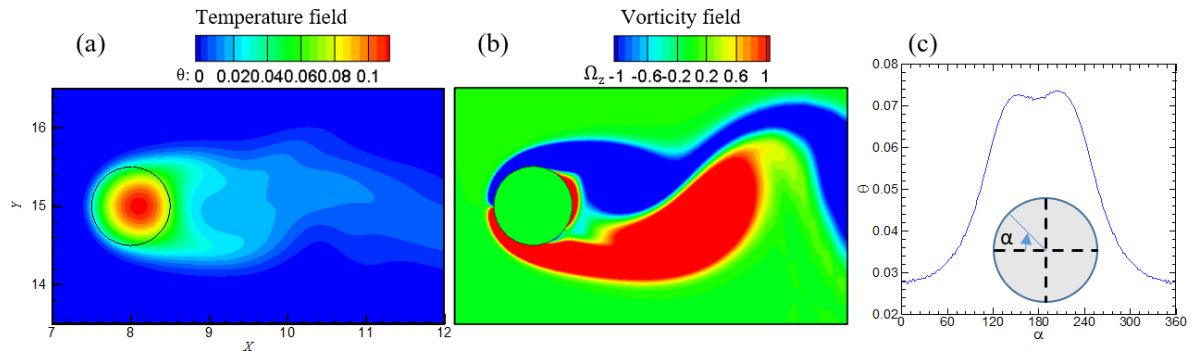 (a)
Temperature field
θ: 0 0.020.040.060.08 0.1
16
15
14
Y
7 8 9 10 11 12
X
(b)
Vorticity field
Ω_z -1 -0.6-0.2 0.2 0.6 1
(c)
0.08
0.07
0.06
0.05
0.04
0.03
0.02
θ
α
0 120 180 240 300 360
α